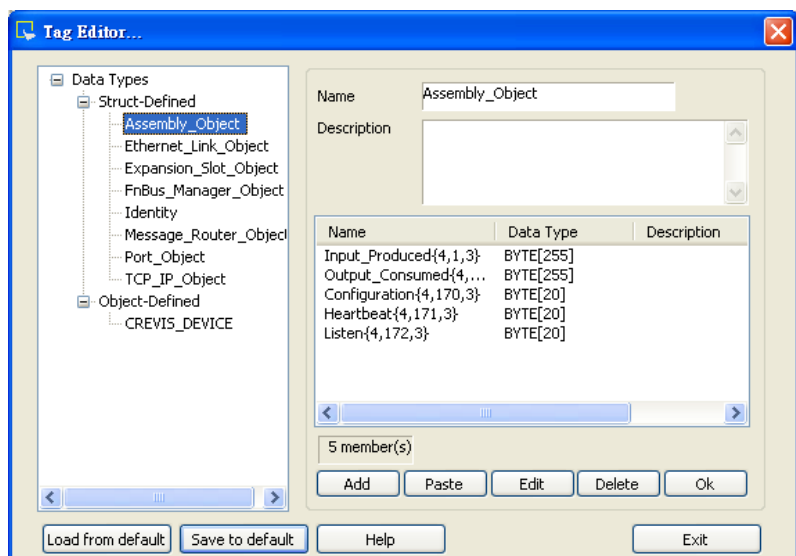 Tag Editor...
Data Types
Struct-Defined
Assembly_Object
Ethernet_Link_Object
Expansion_Slot_Object
FnBus_Manager_Object
Identity
Message_Router_Object
Port_Object
TCP_IP_Object
Object-Defined
CREVIS_DEVICE
Name Assembly_Object
Description
Name Data Type Description
Input_Produced{4,1,3} BYTE[255]
Output_Consumed{4,... BYTE[255]
Configuration{4,170,3} BYTE[20]
Heartbeat{4,171,3} BYTE[20]
Listen{4,172,3} BYTE[20]
5 member(s)
Add Paste Edit Delete Ok
Load from default Save to default Help Exit